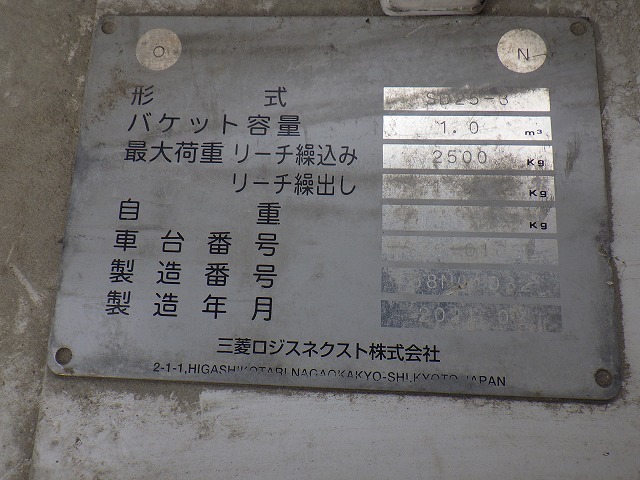 O N
形式
バケット容量 1.0 m³
最大荷重 リーチ繰込み 2500 Kg
リーチ繰出し Kg
自重 Kg
車台番号
製造番号
製造年月
三菱ロジスネクスト株式会社
2-1-1,HIGASHIKOTARI,NAGAOKAKYO-SHI,KYOTO JAPAN